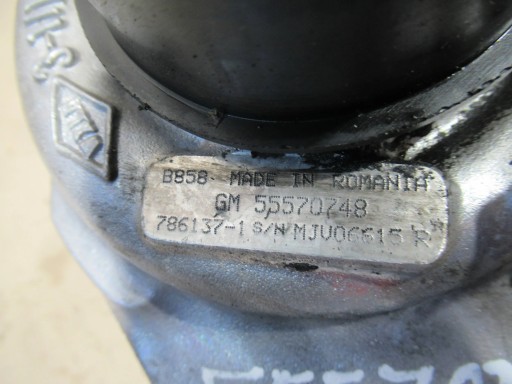 B858 MADE IN ROMANIA
GM 55570748
786137-1 S/N MJV06615 R